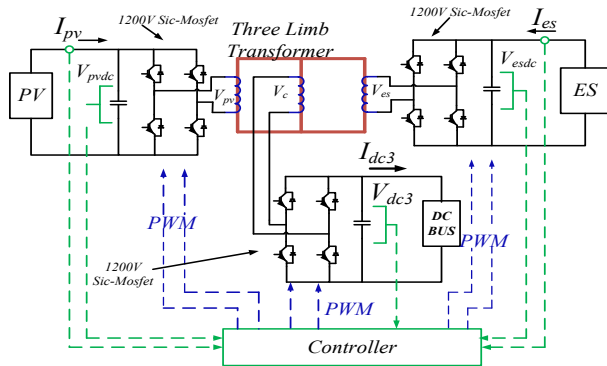 I_pv
1200V Sic-Mosfet
Three Limb
Transformer
1200V Sic-Mosfet
I_es
PV
V_pvdc
V_pv
V_c
V_es
V_esdc
ES
I_dc3
V_dc3
DC
BUS
PWM
PWM
1200V
Sic-Mosfet
PWM
Controller